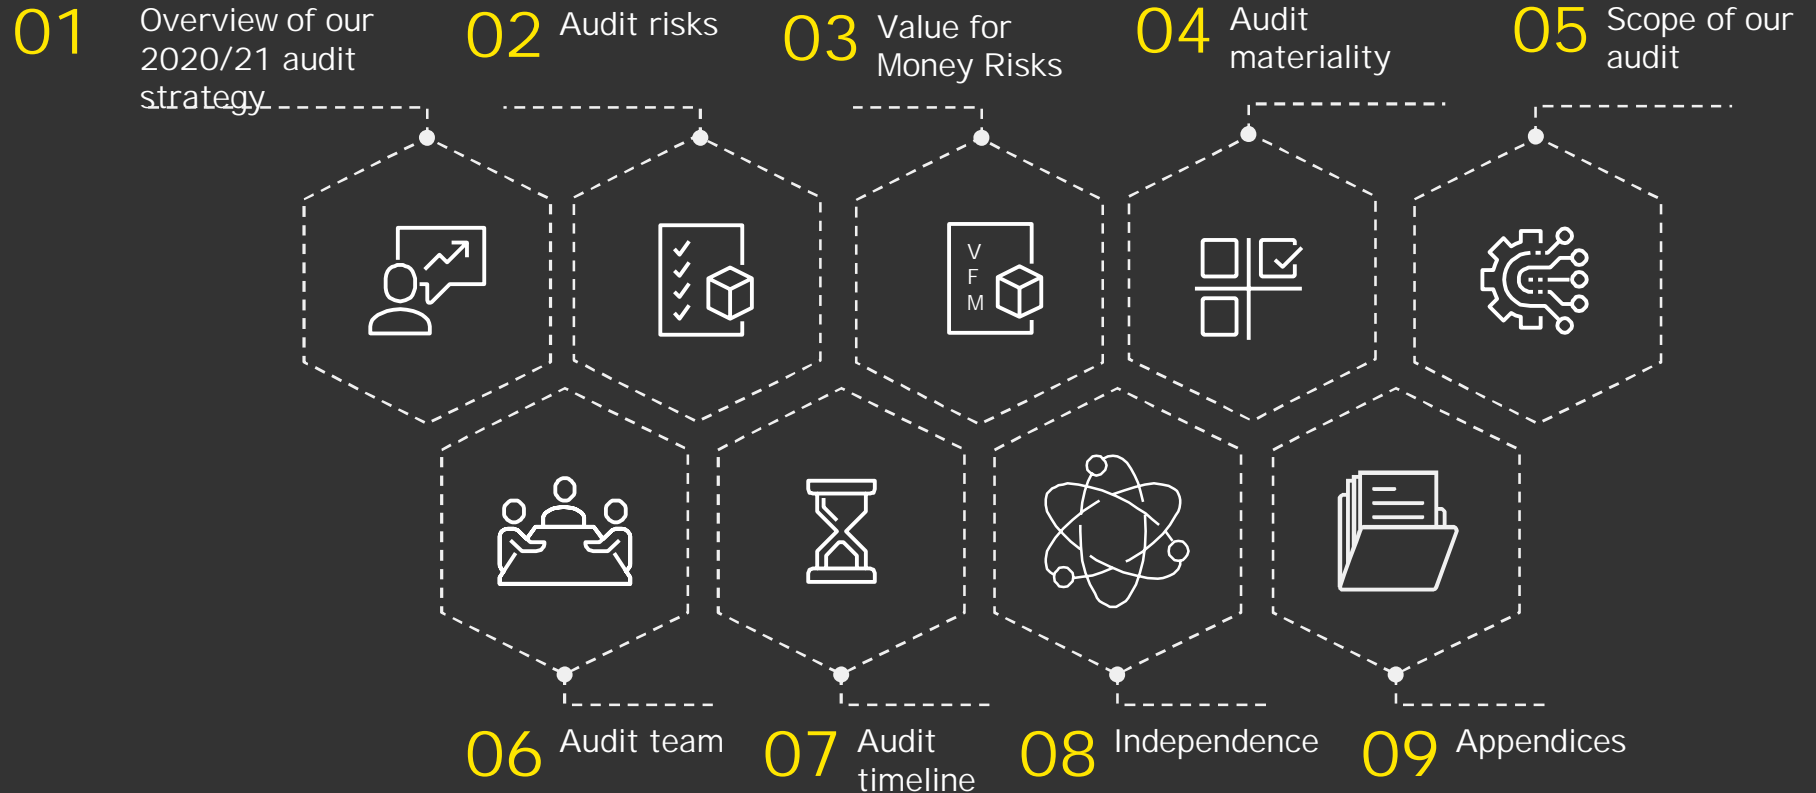 01
Overview of our
2020/21 audit
strategy
02
Audit risks
03
Value for
Money Risks
04
Audit
materiality
05
Scope of our
audit
V
F
M
06
Audit team
07
Audit
timeline
08
Independence
09
Appendices